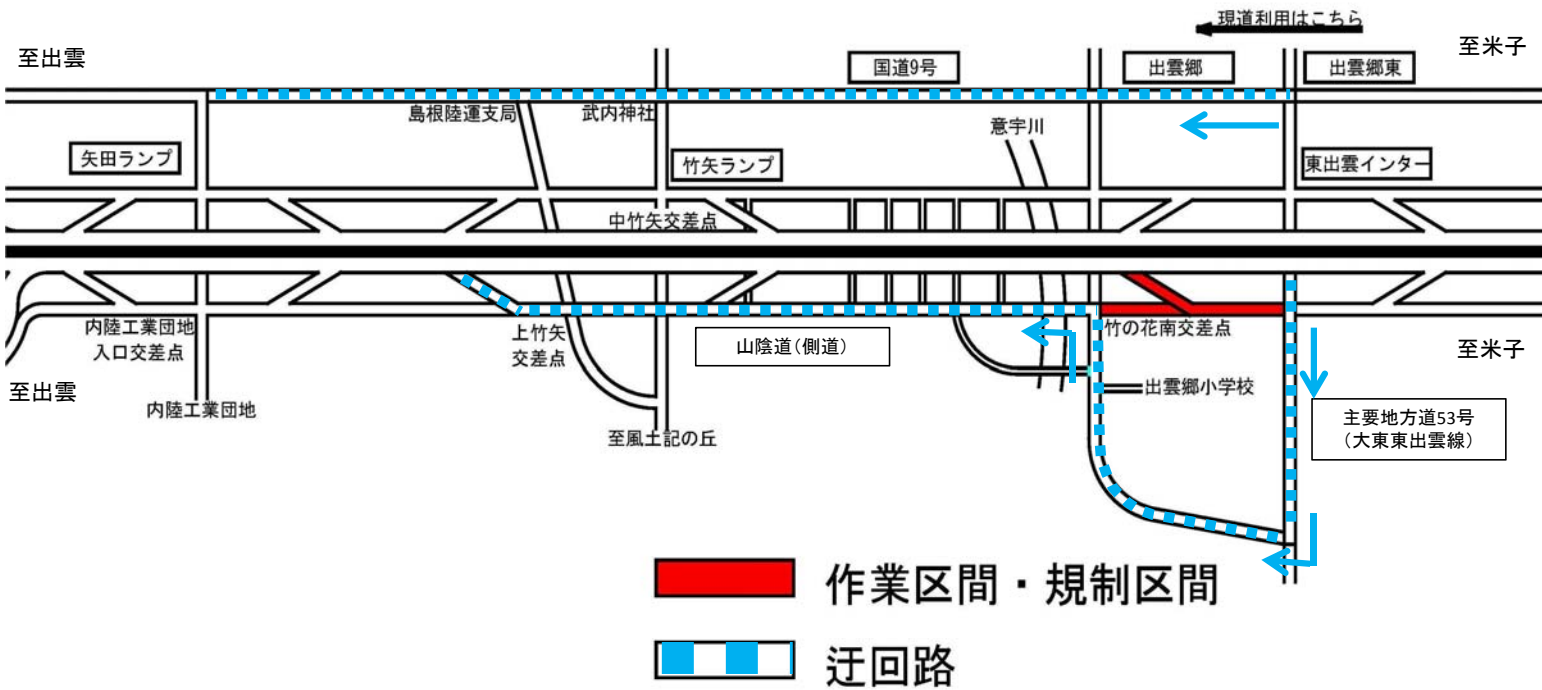 現道利用はこちら
至出雲
至米子
国道9号
出雲郷
出雲郷東
島根陸運支局
武内神社
意宇川
矢田ランプ
竹矢ランプ
東出雲インター
中竹矢交差点
内陸工業団地
入口交差点
上竹矢
交差点
山陰道(側道)
竹の花南交差点
至米子
至出雲
内陸工業団地
出雲郷小学校
至風土記の丘
主要地方道53号
(大東東出雲線)
作業区間・規制区間
迂回路